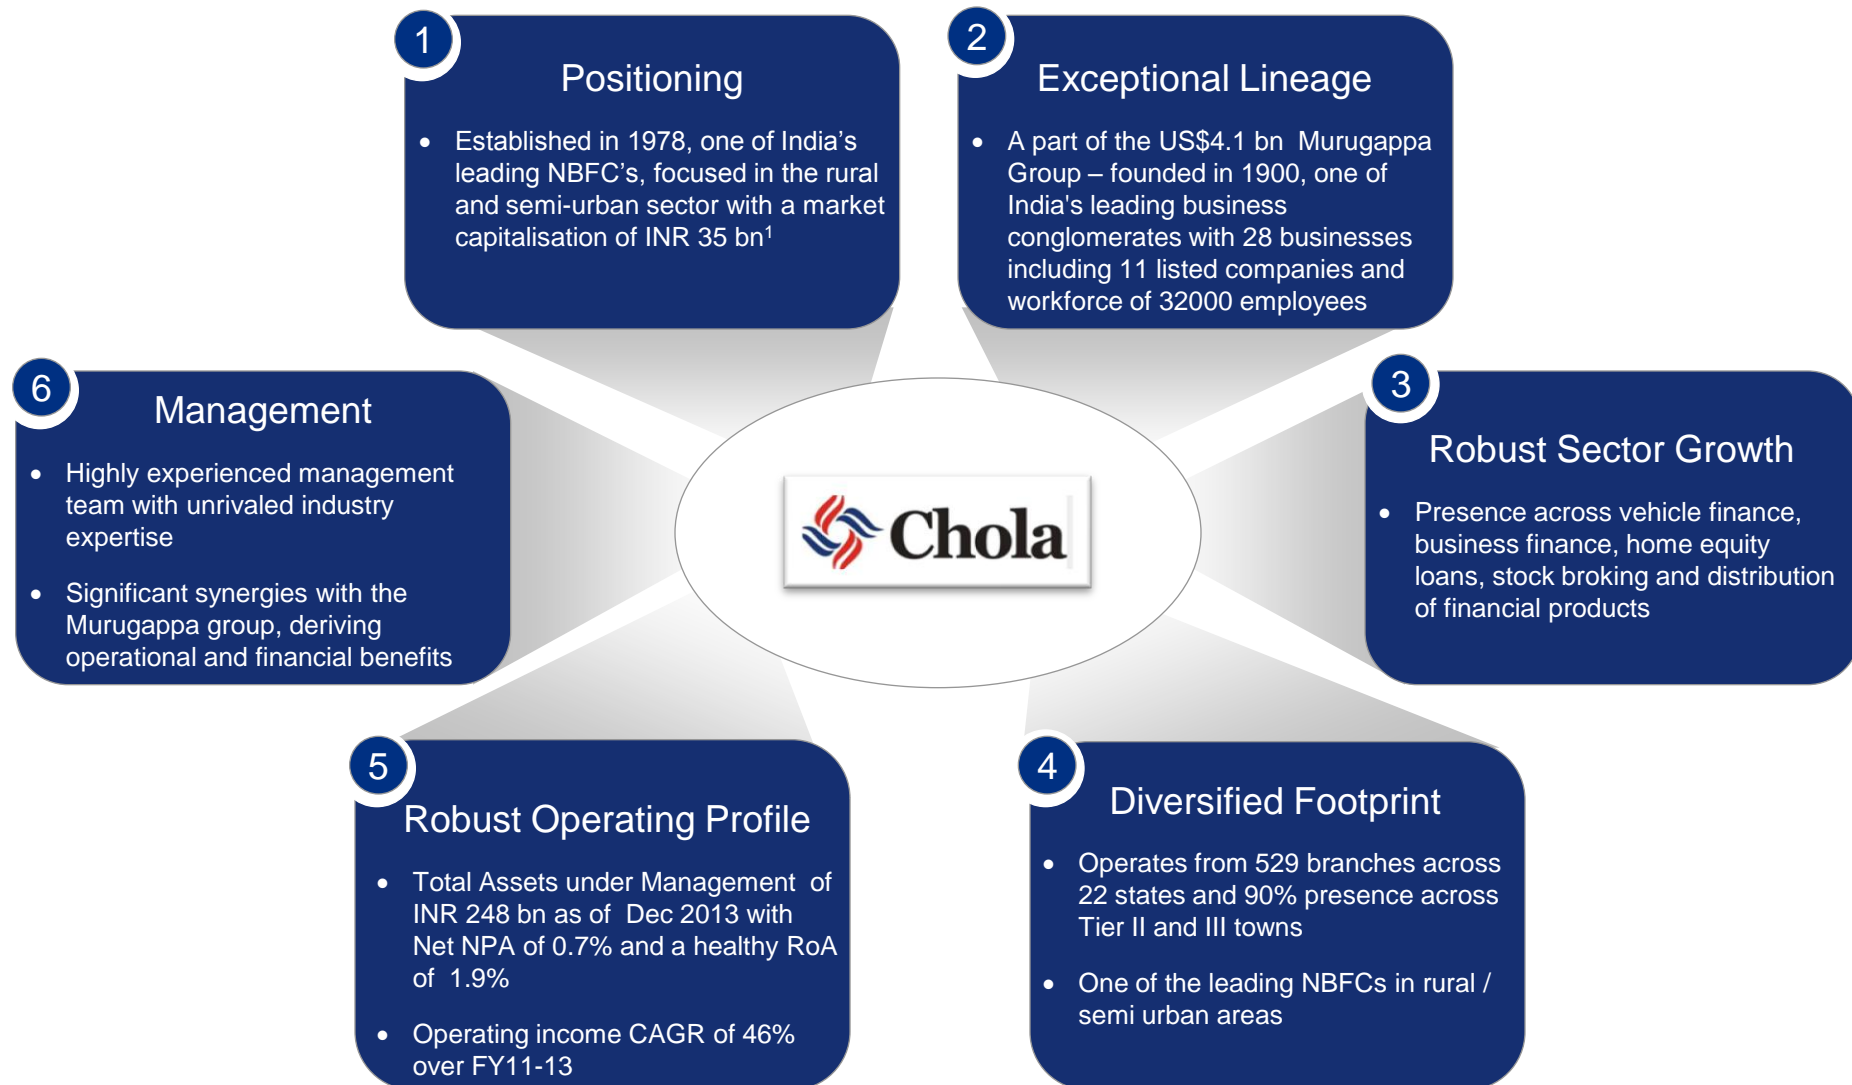 1
Positioning
• Established in 1978, one of India's
leading NBFC's, focused in the rural
and semi-urban sector with a market
capitalisation of INR 35 bn1
2
Exceptional Lineage
• A part of the US$4.1 bn Murugappa
Group – founded in 1900, one of
India's leading business
conglomerates with 28 businesses
including 11 listed companies and
workforce of 32000 employees
3
Robust Sector Growth
• Presence across vehicle finance,
business finance, home equity
loans, stock broking and distribution
of financial products
4
Diversified Footprint
• Operates from 529 branches across
22 states and 90% presence across
Tier II and III towns
• One of the leading NBFCs in rural /
semi urban areas
5
Robust Operating Profile
• Total Assets under Management of
INR 248 bn as of Dec 2013 with
Net NPA of 0.7% and a healthy RoA
of 1.9%
• Operating income CAGR of 46%
over FY11-13
6
Management
• Highly experienced management
team with unrivaled industry
expertise
• Significant synergies with the
Murugappa group, deriving
operational and financial benefits
Chola